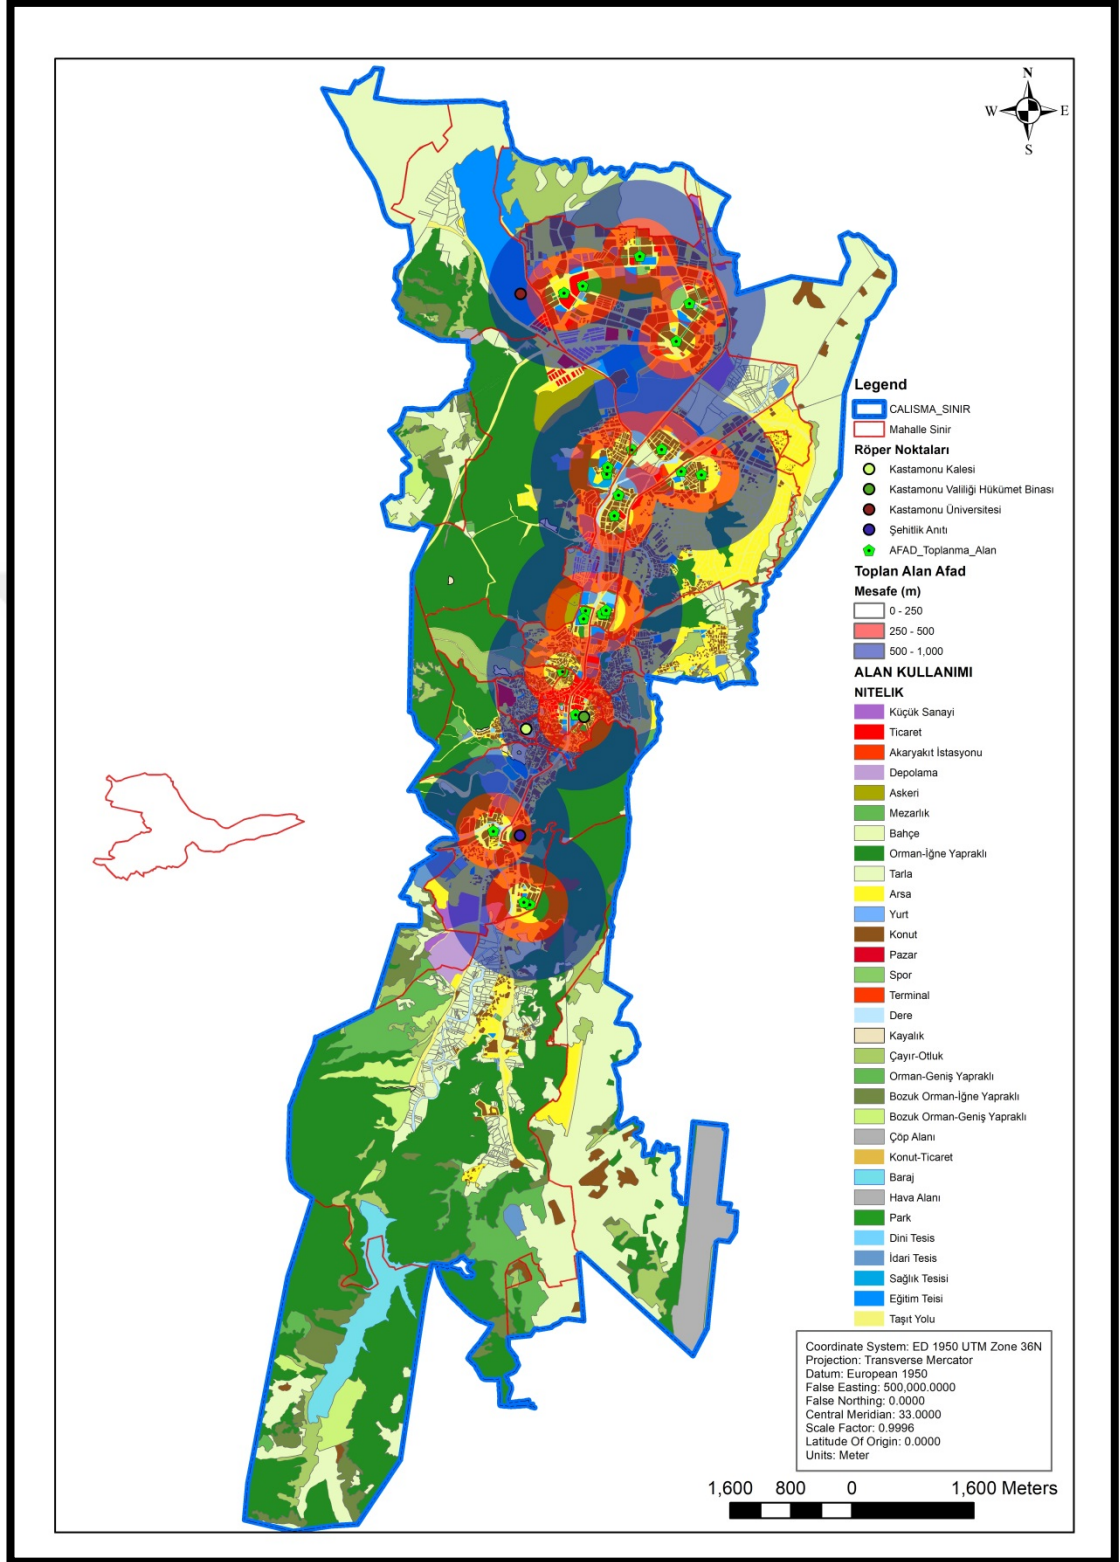 N
W E
S
Legend
CALISMA_SINIR
Mahalle Sinir
Röper Noktaları
Kastamonu Kalesi
Kastamonu Valiliği Hükümet Binası
Kastamonu Üniversitesi
Şehitlik Anıtı
AFAD_Toplanma_Alan
Toplan Alan Afad
Mesafe (m)
0 - 250
250 - 500
500 - 1,000
ALAN KULLANIMI
NITELIK
Küçük Sanayi
Ticaret
Akaryakıt İstasyonu
Depolama
Askeri
Mezarlık
Bahçe
Orman-İğne Yapraklı
Tarla
Arsa
Yurt
Konut
Pazar
Spor
Terminal
Dere
Kayalık
Çayır-Otluk
Orman-Geniş Yapraklı
Bozuk Orman-İğne Yapraklı
Bozuk Orman-Geniş Yapraklı
Çöp Alanı
Konut-Ticaret
Baraj
Hava Alanı
Park
Dini Tesis
İdari Tesis
Sağlık Tesisi
Eğitim Teisi
Taşıt Yolu
Coordinate System: ED 1950 UTM Zone 36N
Projection: Transverse Mercator
Datum: European 1950
False Easting: 500,000.0000
False Northing: 0.0000
Central Meridian: 33.0000
Scale Factor: 0.9996
Latitude Of Origin: 0.0000
Units: Meter
1,600 800 0 1,600 Meters